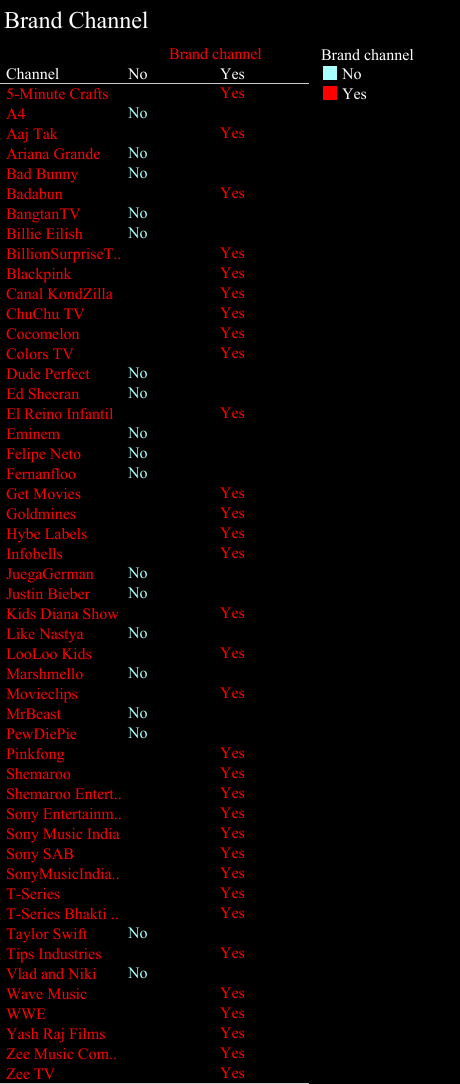 Brand Channel
Brand channel
Brand channel
Channel No Yes
No
Yes
5-Minute Crafts Yes
A4 No
Aaj Tak Yes
Ariana Grande No
Bad Bunny No
Badabun Yes
BangtanTV No
Billie Eilish No
BillionSurpriseT.. Yes
Blackpink Yes
Canal KondZilla Yes
ChuChu TV Yes
Cocomelon Yes
Colors TV Yes
Dude Perfect No
Ed Sheeran No
El Reino Infantil Yes
Eminem No
Felipe Neto No
Fernanfloo No
Get Movies Yes
Goldmines Yes
Hybe Labels Yes
Infobells Yes
JuegaGerman No
Justin Bieber No
Kids Diana Show Yes
Like Nastya No
LooLoo Kids Yes
Marshmello No
Movieclips Yes
MrBeast No
PewDiePie No
Pinkfong Yes
Shemaroo Yes
Shemaroo Entert.. Yes
Sony Entertainm.. Yes
Sony Music India Yes
Sony SAB Yes
SonyMusicIndia.. Yes
T-Series Yes
T-Series Bhakti .. Yes
Taylor Swift No
Tips Industries Yes
Vlad and Niki No
Wave Music Yes
WWE Yes
Yash Raj Films Yes
Zee Music Com.. Yes
Zee TV Yes